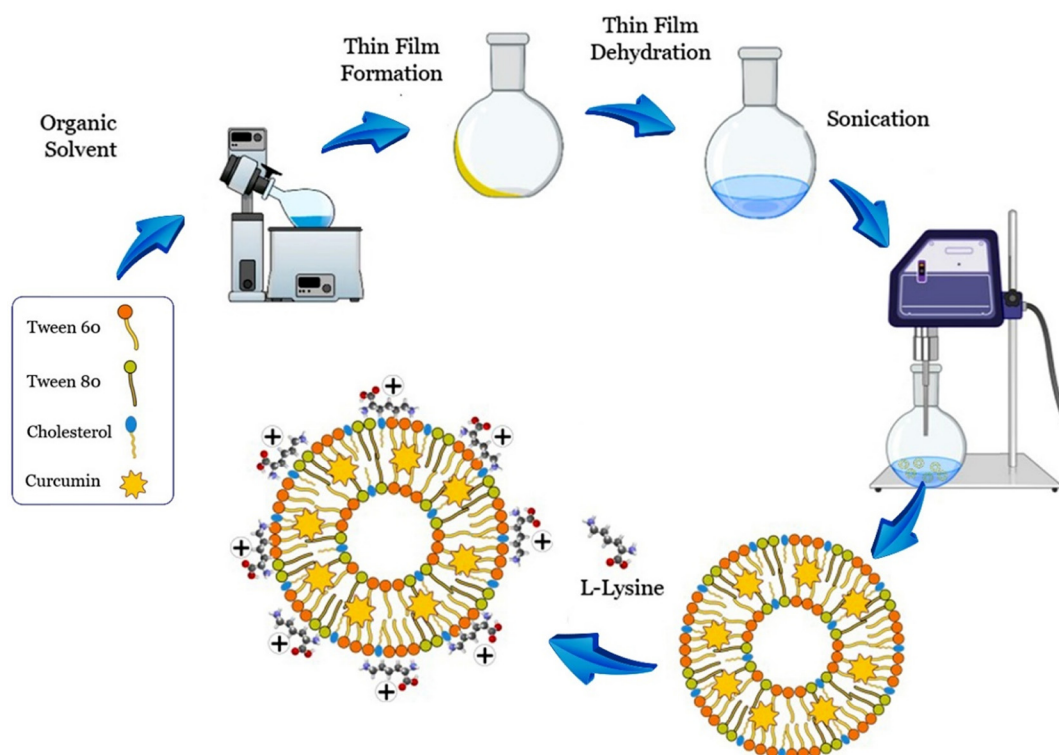 Organic
Solvent
Thin Film
Formation
Thin Film
Dehydration
Sonication
Tween 60
Tween 80
Cholesterol
Curcumin
L-Lysine
+
+
+
+
+
+
+
+